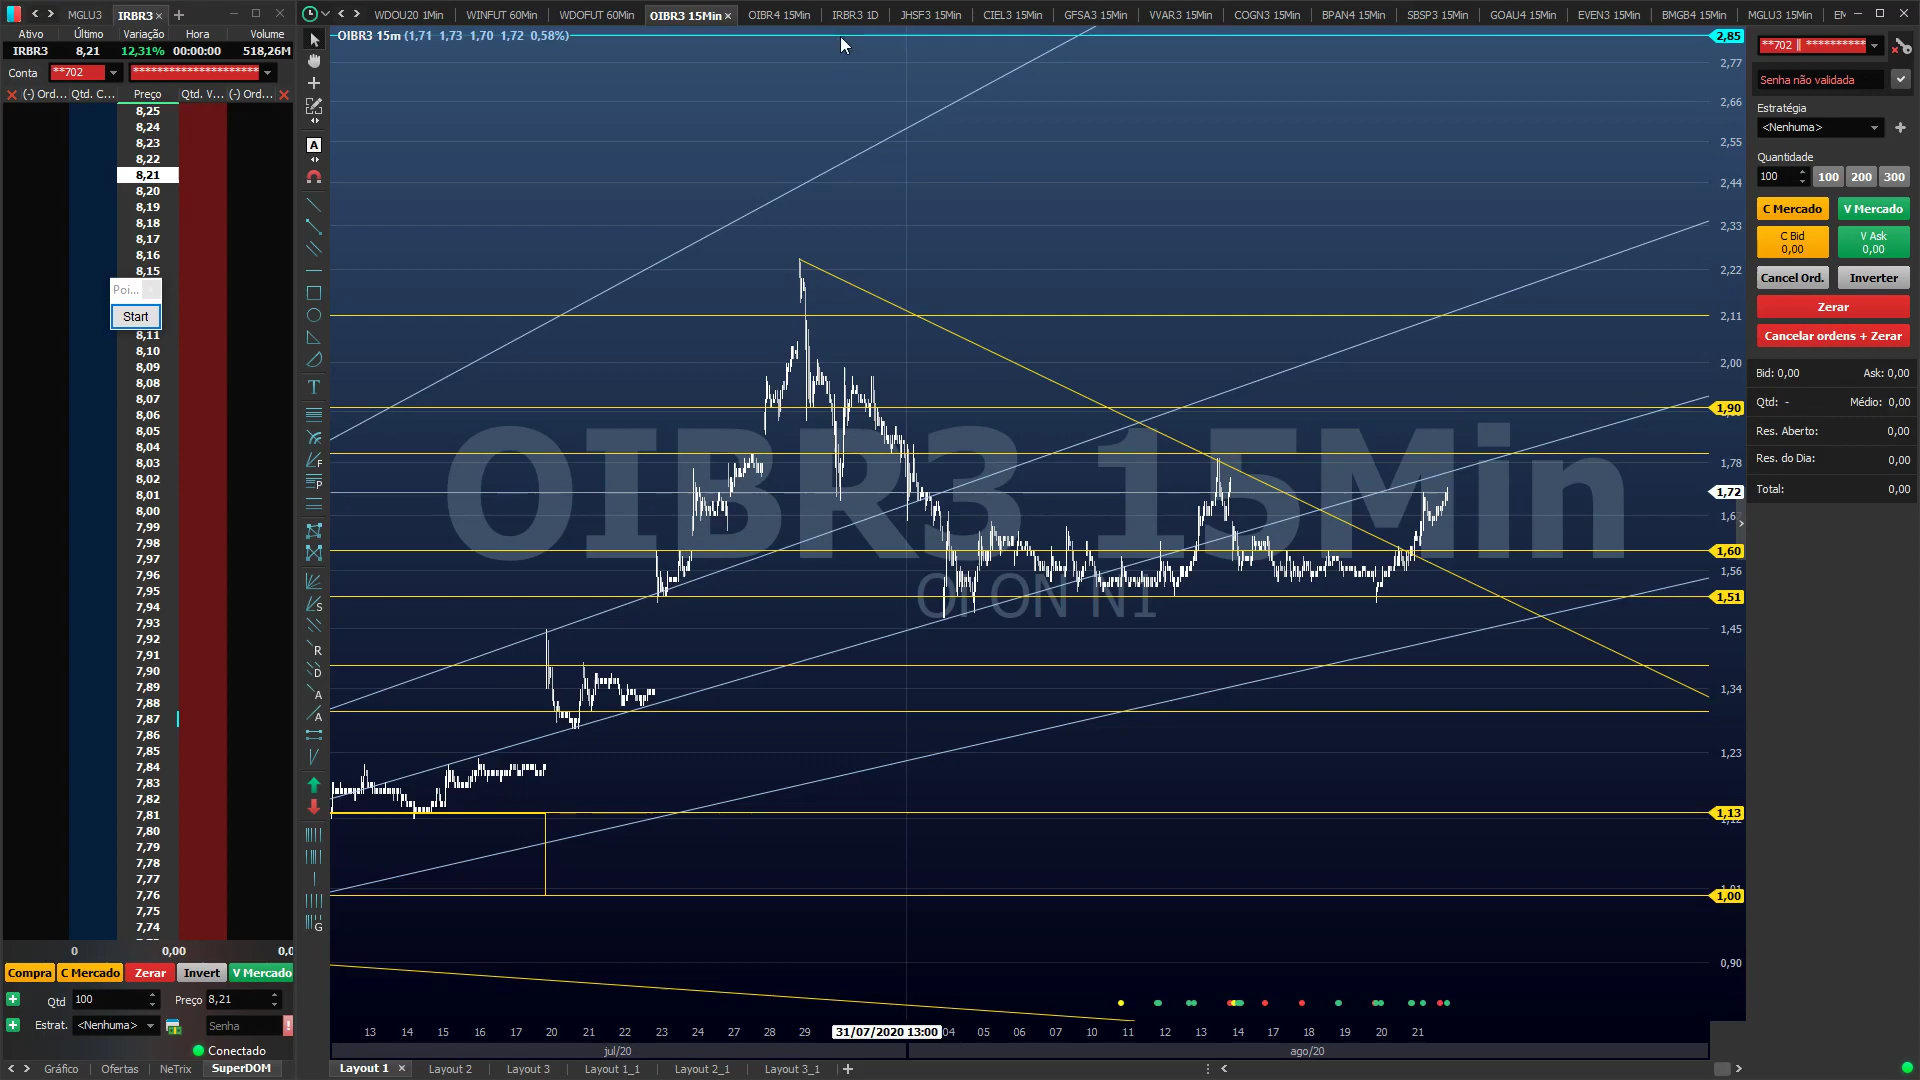 MGLU3 IRBR3
Ativo Último Variação Hora Volume
IRBR3 8,21 12,31% 00:00:00 518,26M
Conta **702 *********************
(-) Ord... Qtd. C... Preço Qtd. V... (-) Ord...
8,25
8,24
8,23
8,22
8,21
8,20
8,19
8,18
8,17
8,16
8,15
Poi...
Start
8,11
8,10
8,09
8,08
8,07
8,06
8,05
8,04
8,03
8,02
8,01
8,00
7,99
7,98
7,97
7,96
7,95
7,94
7,93
7,92
7,91
7,90
7,89
7,88
7,87
7,86
7,85
7,84
7,83
7,82
7,81
7,80
7,79
7,78
7,77
7,76
7,75
7,74
0 0,00 0,0
Compra C Mercado Zerar Invert V Mercado
Qtd 100 Preço 8,21
Estrat. <Nenhuma> Senha !
Conectado
Gráfico Ofertas NeTrix SuperDOM
WDOU20 1Min WINFUT 60Min WDOFUT 60Min OIBR3 15Min OIBR4 15Min IRBR3 1D JHSF3 15Min CIEL3 15Min GFSA3 15Min VVAR3 15Min COGN3 15Min BPAN4 15Min SBSP3 15Min GOAU4 15Min EVEN3 15Min BMGB4 15Min MGLU3 15Min
OIBR3 15m (1,71 1,73 1,70 1,72 0,58%)
OIBR3 15Min
OI ON N1
2,85
2,77
2,66
2,55
2,44
2,33
2,22
2,11
2,00
1,90
1,78
1,72
1,60
1,56
1,51
1,45
1,34
1,23
1,13
1,00
0,90
13 14 15 16 17 20 21 22 23 24 27 28 29 31/07/2020 13:00 04 05 06 07 10 11 12 13 14 17 18 19 20 21
jul/20 ago/20
Layout 1 Layout 2 Layout 3 Layout 1_1 Layout 2_1 Layout 3_1
**702 || **********
Senha não validada
Estratégia
<Nenhuma>
Quantidade
100 100 200 300
C Mercado V Mercado
C Bid 0,00 V Ask 0,00
Cancel Ord. Inverter
Zerar
Cancelar ordens + Zerar
Bid: 0,00 Ask: 0,00
Qtd: - Médio: 0,00
Res. Aberto: 0,00
Res. do Dia: 0,00
Total: 0,00